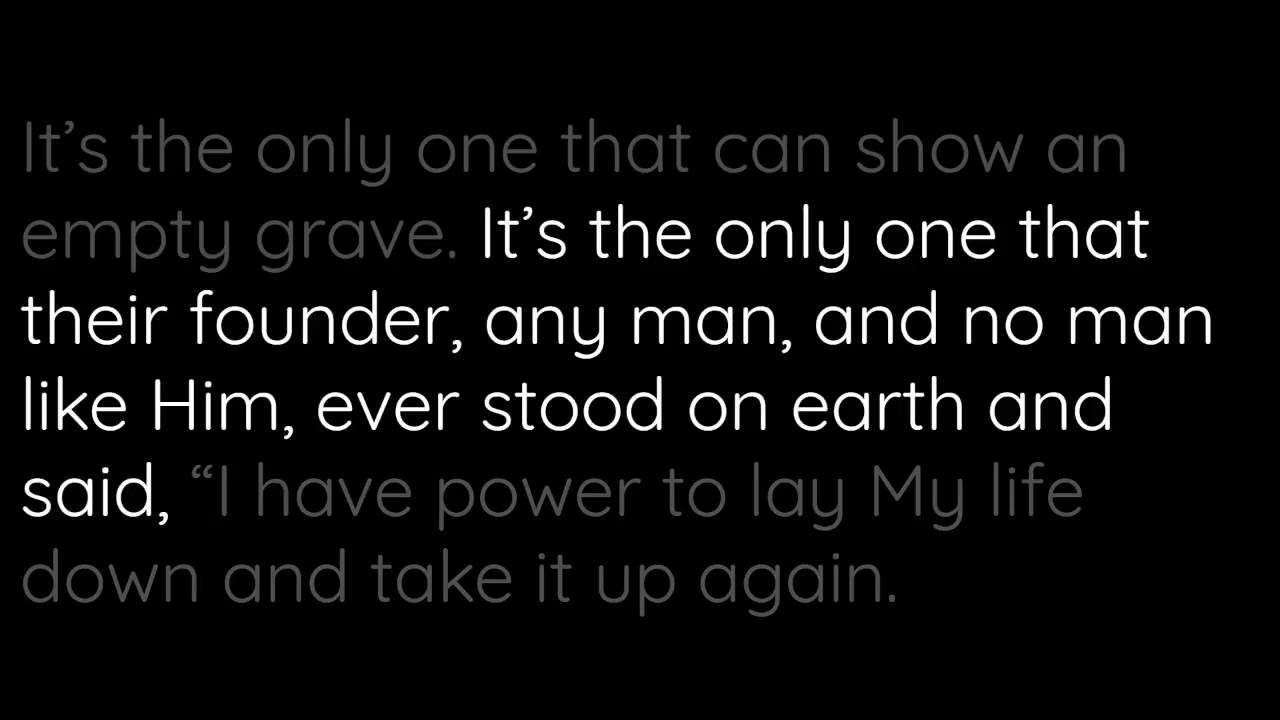 It’s the only one that can show an
empty grave. It’s the only one that
their founder, any man, and no man
like Him, ever stood on earth and
said, “I have power to lay My life
down and take it up again.